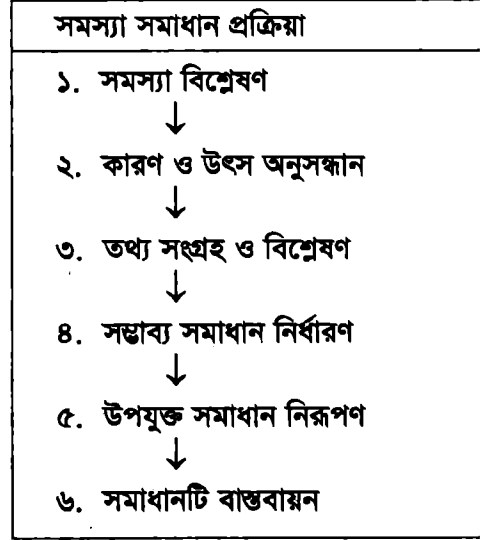 সমস্যা সমাধান প্রক্রিয়া
১. সমস্যা বিশ্লেষণ
↓
২. কারণ ও উৎস অনুসন্ধান
↓
৩. তথ্য সংগ্রহ ও বিশ্লেষণ
↓
৪. সম্ভাব্য সমাধান নির্ধারণ
↓
৫. উপযুক্ত সমাধান নিরূপণ
↓
৬. সমাধানটি বাস্তবায়ন